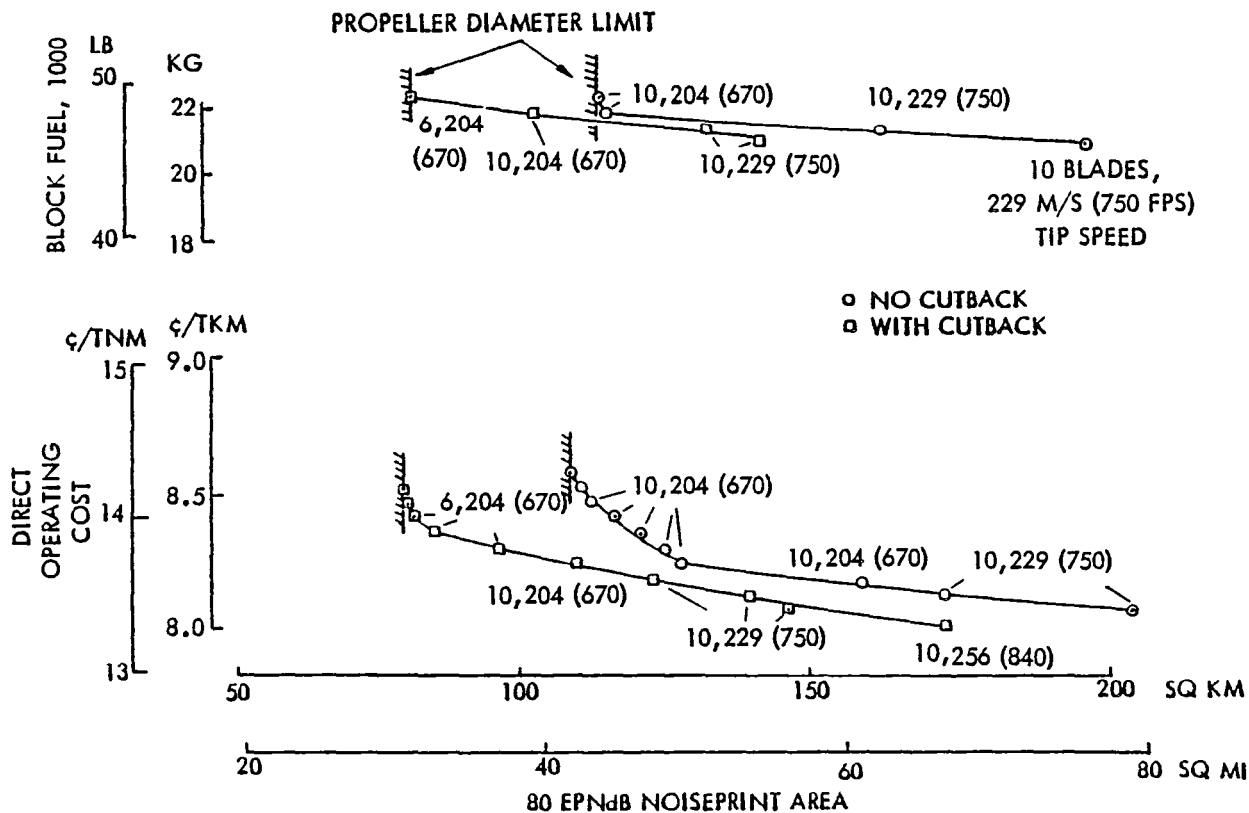 PROPELLER DIAMETER LIMIT
BLOCK FUEL, 1000
LB
50
40
KG
22
20
18
10,204 (670)
10,229 (750)
6,204
(670)
10,204 (670)
10,229 (750)
10 BLADES,
229 M/S (750 FPS)
TIP SPEED
NO CUTBACK
WITH CUTBACK
DIRECT
OPERATING
COST
¢/TNM
15
14
13
¢/TKM
9.0
8.5
8.0
6,204 (670)
10,204 (670)
10,204 (670)
10,229 (750)
10,204 (670)
10,229 (750)
10,256 (840)
50 100 150 200 SQ KM
20 40 60 80 SQ MI
80 EPNdB NOISEPRINT AREA